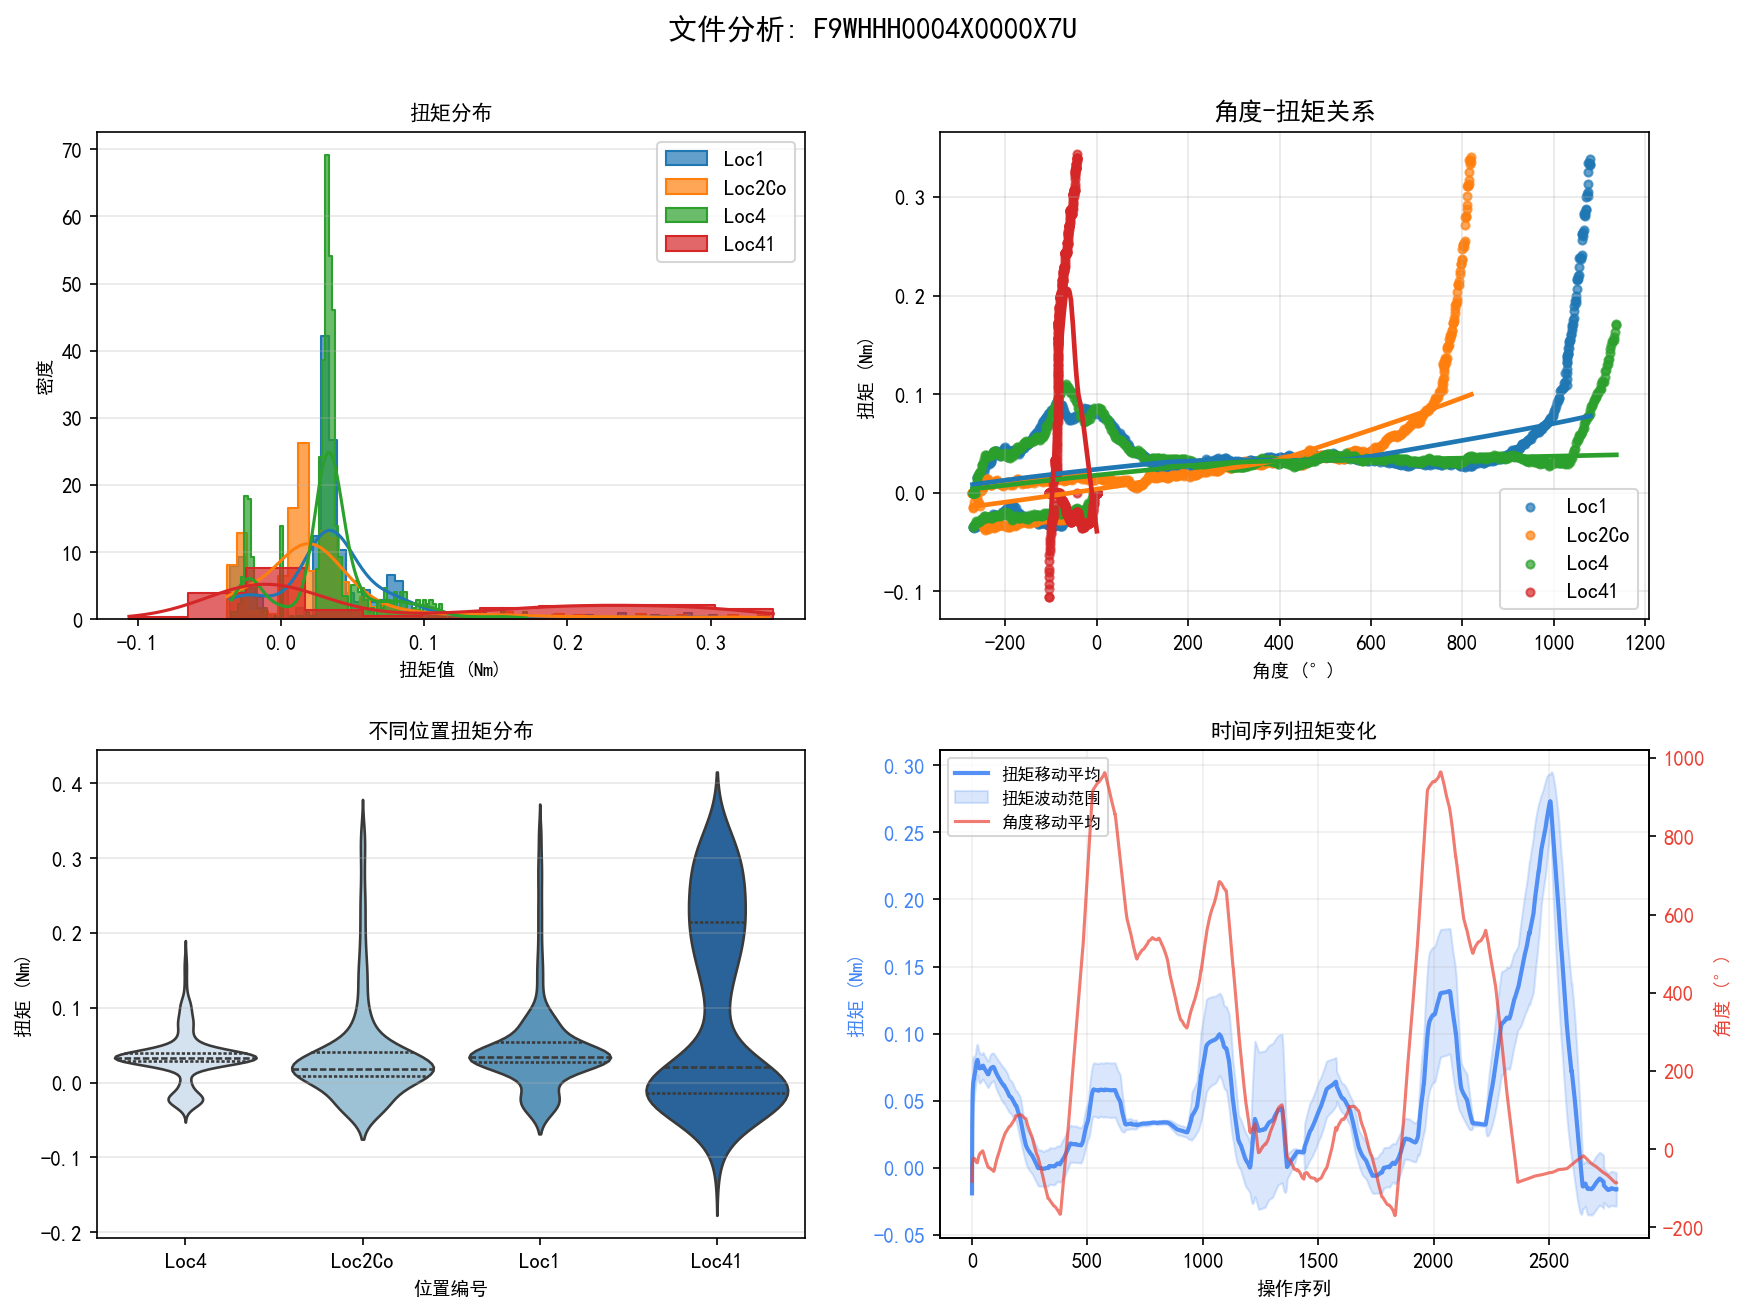 文件分析: F9WHHH0004X0000X7U
扭矩分布
70
60
50
40
30
20
10
0
密度
Loc1
Loc2Co
Loc4
Loc41
−0.1
0.0
0.1
0.2
0.3
扭矩值 (Nm)
角度-扭矩关系
0.3
0.2
0.1
0.0
−0.1
扭矩 (Nm)
Loc1
Loc2Co
Loc4
Loc41
−200
0
200
400
600
800
1000
1200
角度 (°)
不同位置扭矩分布
0.4
0.3
0.2
0.1
0.0
−0.1
−0.2
扭矩 (Nm)
Loc4
Loc2Co
Loc1
Loc41
位置编号
时间序列扭矩变化
0.30
0.25
0.20
0.15
0.10
0.05
0.00
−0.05
扭矩 (Nm)
扭矩移动平均
扭矩波动范围
角度移动平均
1000
800
600
400
200
0
−200
角度 (°)
0
500
1000
1500
2000
2500
操作序列